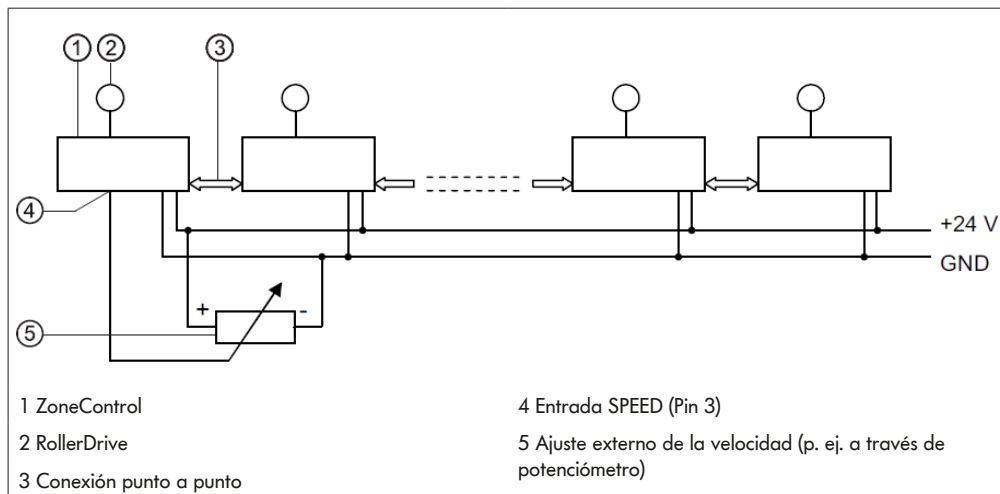 1 2 3
4
+24 V
GND
+ -
5
1 ZoneControl
2 RollerDrive
3 Conexión punto a punto
4 Entrada SPEED (Pin 3)
5 Ajuste externo de la velocidad (p. ej. a través de
potenciómetro)